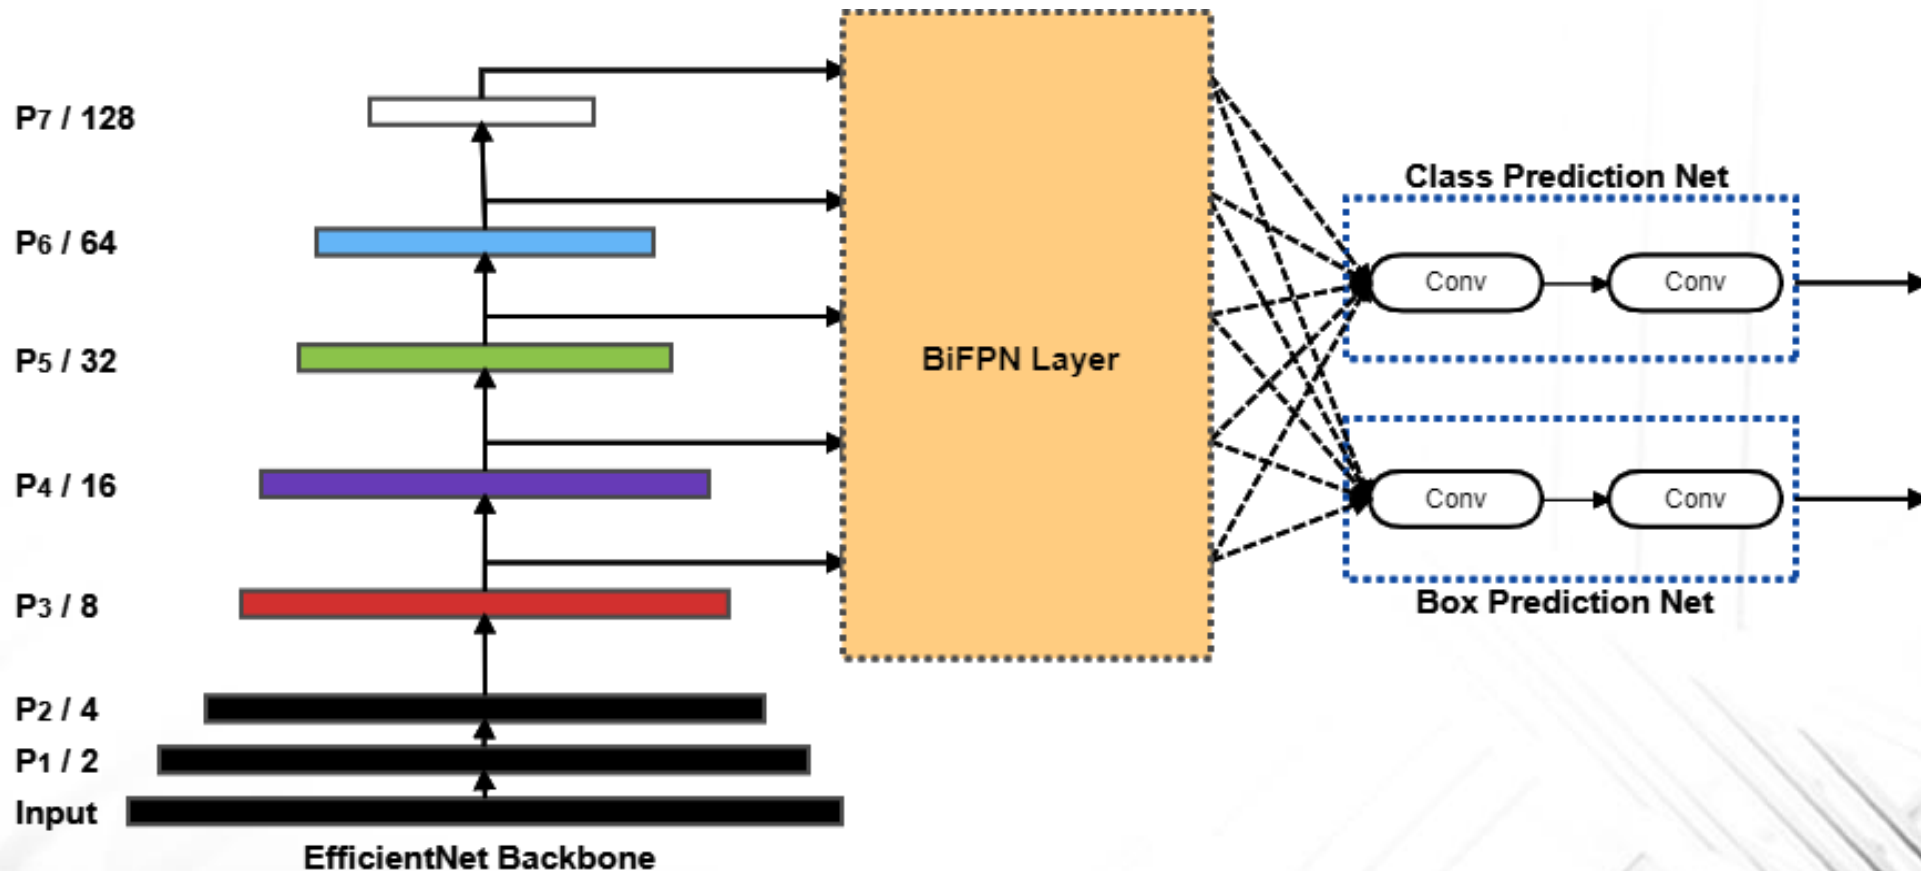 P7 / 128
P6 / 64
P5 / 32
P4 / 16
P3 / 8
P2 / 4
P1 / 2
Input
EfficientNet Backbone
BiFPN Layer
Class Prediction Net
Conv
Conv
Conv
Conv
Box Prediction Net